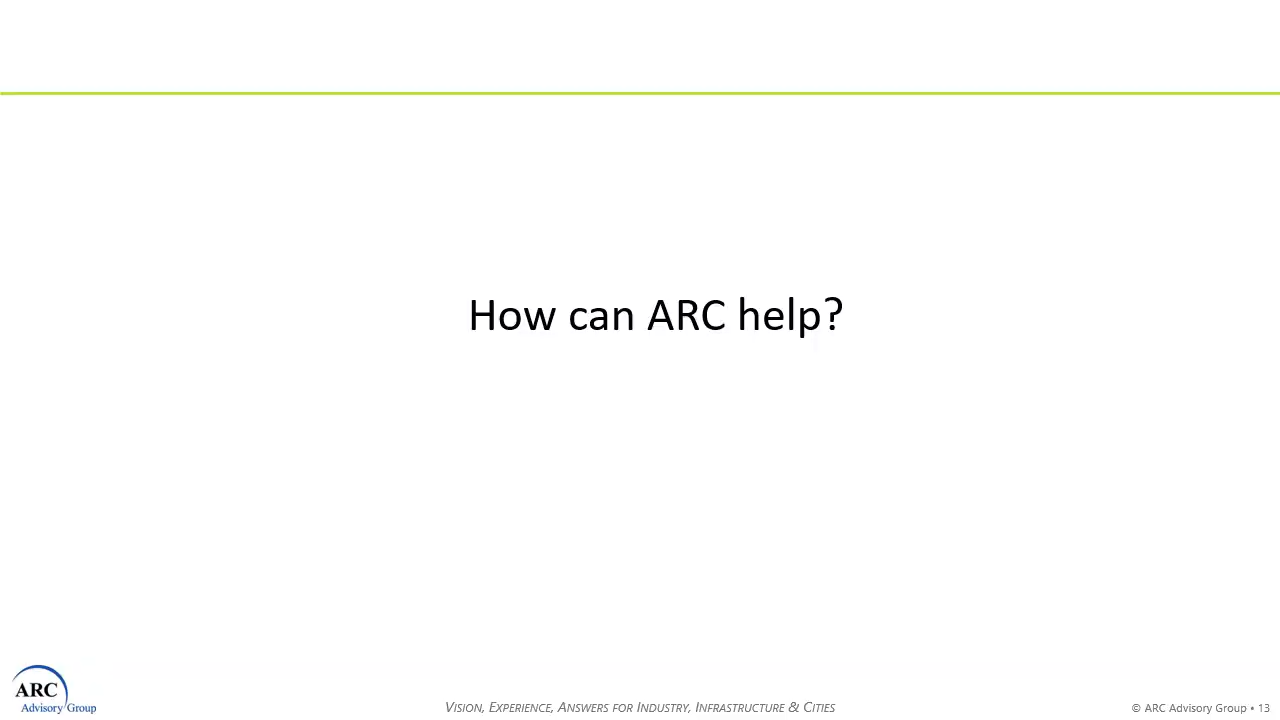 How can ARC help?
ARC
Advisory Group
Vision, Experience, Answers for Industry, Infrastructure & Cities
© ARC Advisory Group • 13